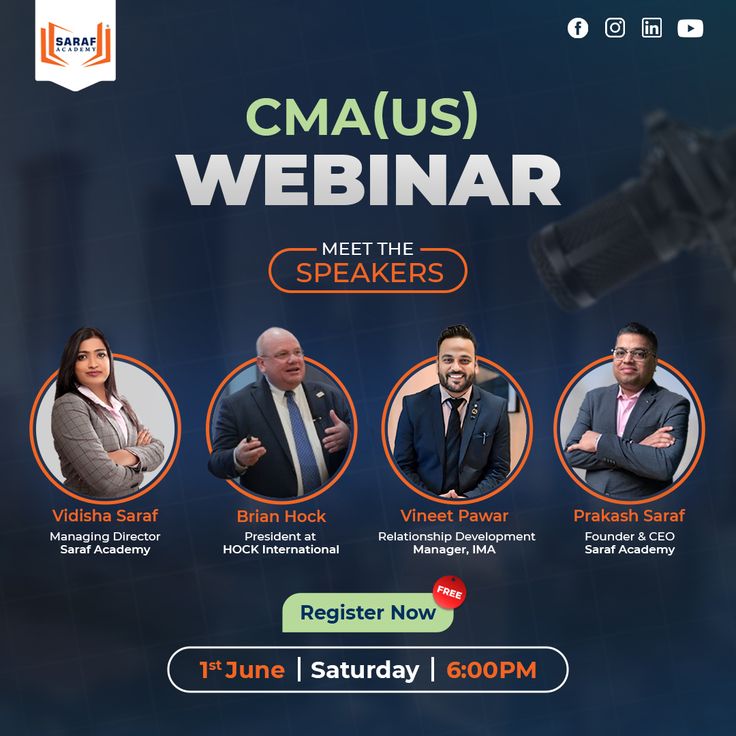 SARAF
ACADEMY
CMA(US)
WEBINAR
MEET THE
SPEAKERS
Vidisha Saraf
Managing Director
Saraf Academy
Brian Hock
President at
HOCK International
Vineet Pawar
Relationship Development
Manager, IMA
Prakash Saraf
Founder & CEO
Saraf Academy
Register Now
FREE
1st June | Saturday | 6:00PM